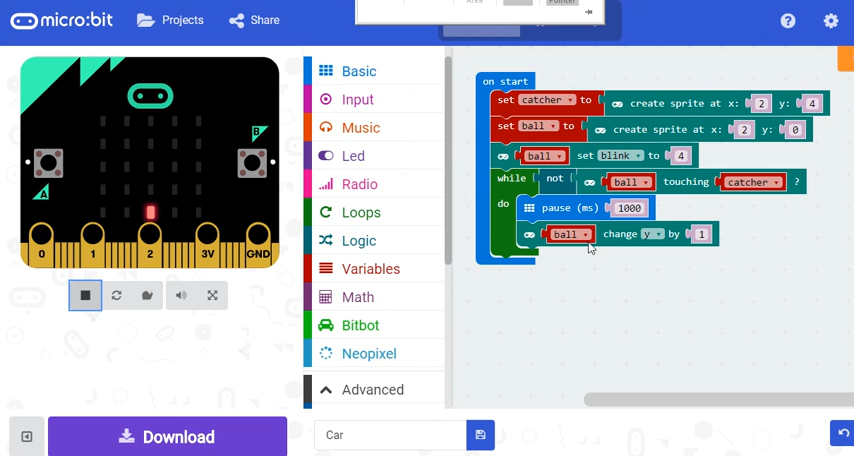 Area
Pointer
micro:bit Projects Share ?
A
B
0 1 2 3V GND
Basic
Input
Music
Led
Radio
Loops
Logic
Variables
Math
Bitbot
Neopixel
Advanced
on start
set catcher to create sprite at x: 2 y: 4
set ball to create sprite at x: 2 y: 0
ball set blink to 4
while not ball touching catcher ?
do
pause (ms) 1000
ball change y by 1
Download
Car